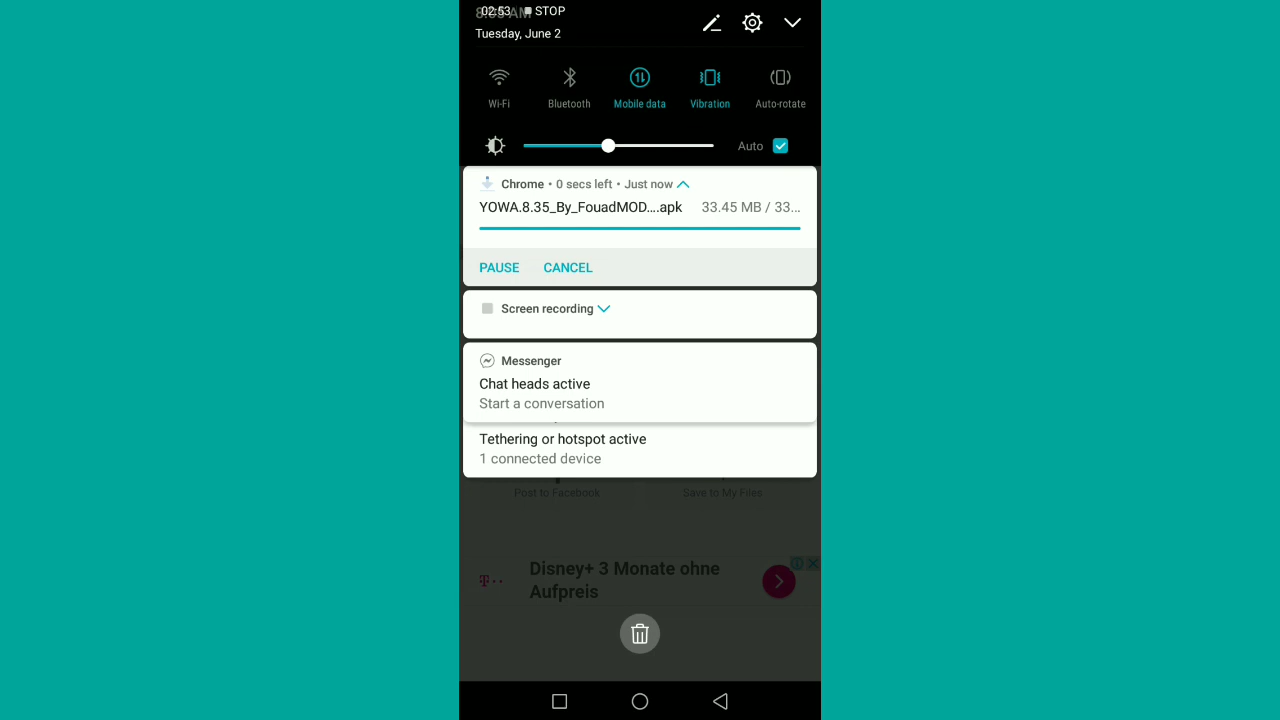 02:53 STOP
8:05 AM
Tuesday, June 2
Wi-Fi Bluetooth Mobile data Vibration Auto-rotate
Auto
Chrome • 0 secs left • Just now
YOWA.8.35_By_FouadMOD....apk 33.45 MB / 33...
PAUSE CANCEL
Screen recording
Messenger
Chat heads active
Start a conversation
Tethering or hotspot active
1 connected device
Post to Facebook Save to My Files
Disney+ 3 Monate ohne
Aufpreis